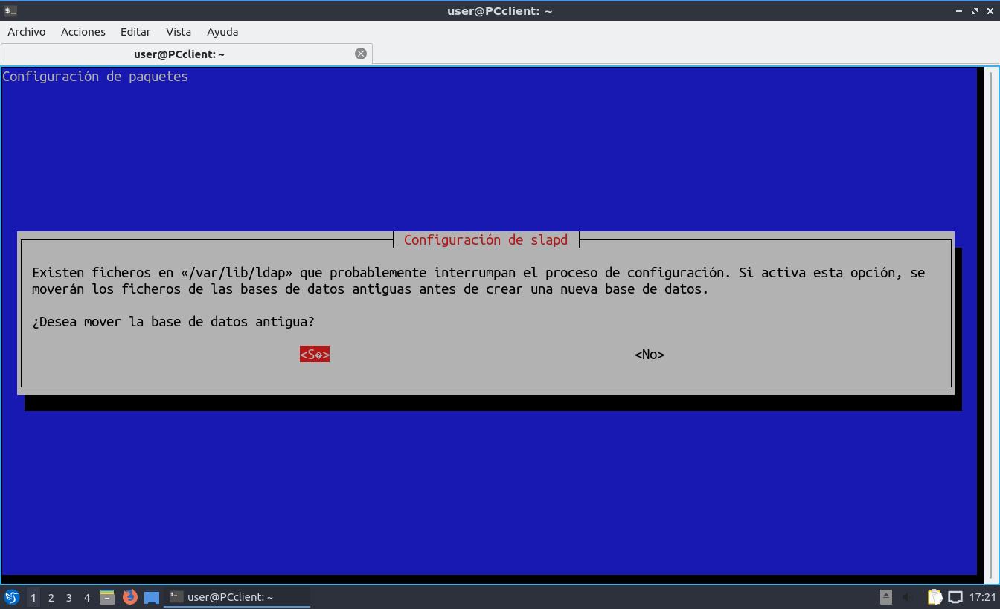 user@PCclient: ~
Archivo Acciones Editar Vista Ayuda
user@PCclient: ~
Configuración de paquetes
Configuración de slapd
Existen ficheros en «/var/lib/ldap» que probablemente interrumpan el proceso de configuración. Si activa esta opción, se
moverán los ficheros de las bases de datos antiguas antes de crear una nueva base de datos.
¿Desea mover la base de datos antigua?
<S�> <No>
1 2 3 4 user@PCclient: ~ 17:21